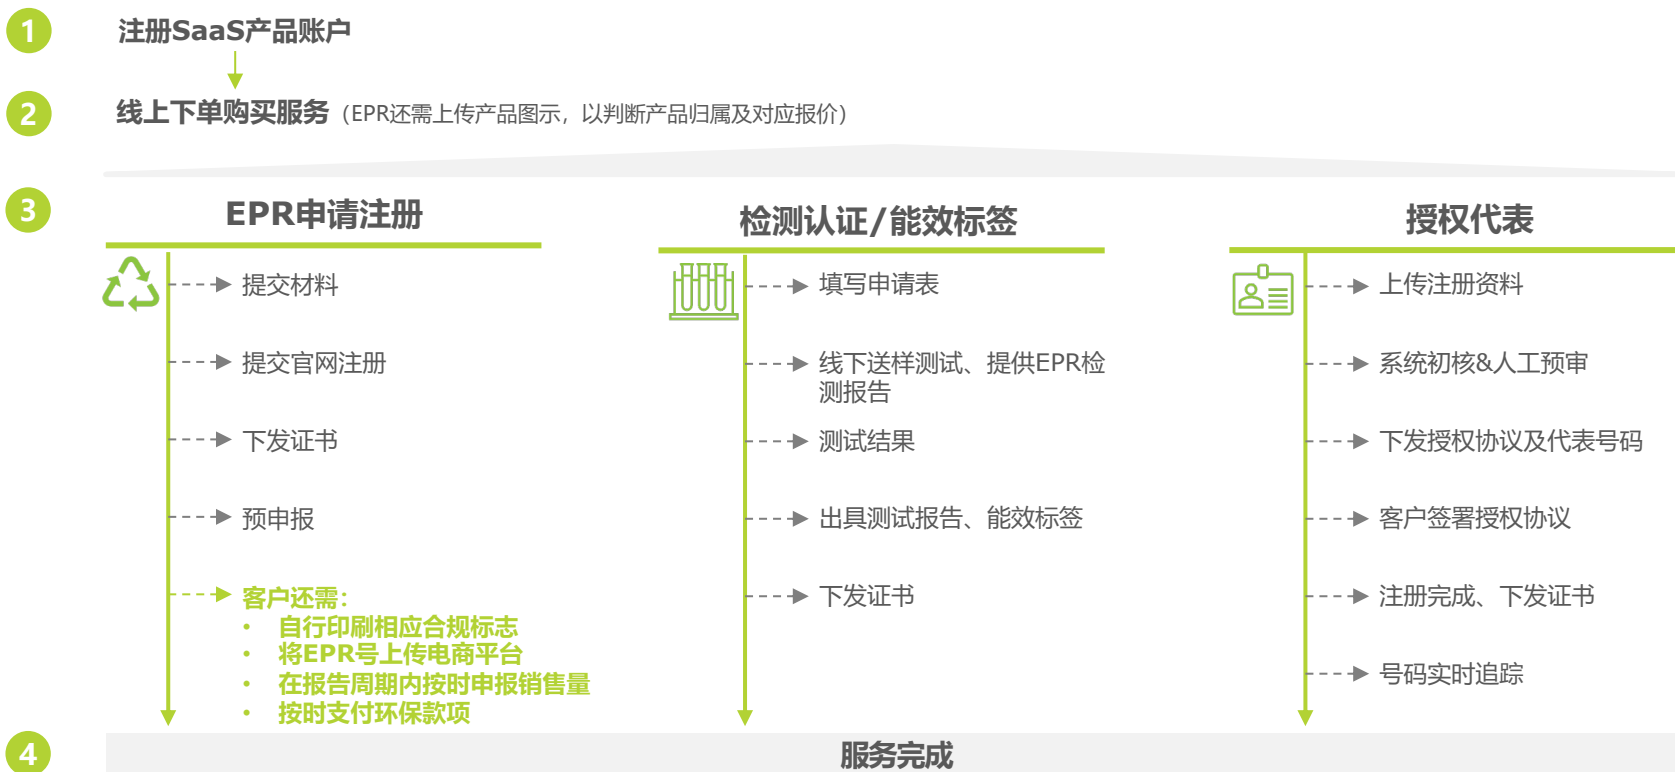 1
注册SaaS产品账户
2
线上下单购买服务（EPR还需上传产品图示，以判断产品归属及对应报价）
3
EPR申请注册
提交材料
提交官网注册
下发证书
预申报
客户还需：
• 自行印刷相应合规标志
• 将EPR号上传电商平台
• 在报告周期内按时申报销售量
• 按时支付环保款项
检测认证/能效标签
填写申请表
线下送样测试、提供EPR检
测报告
测试结果
出具测试报告、能效标签
下发证书
授权代表
上传注册资料
系统初核&人工预审
下发授权协议及代表号码
客户签署授权协议
注册完成、下发证书
号码实时追踪
4
服务完成